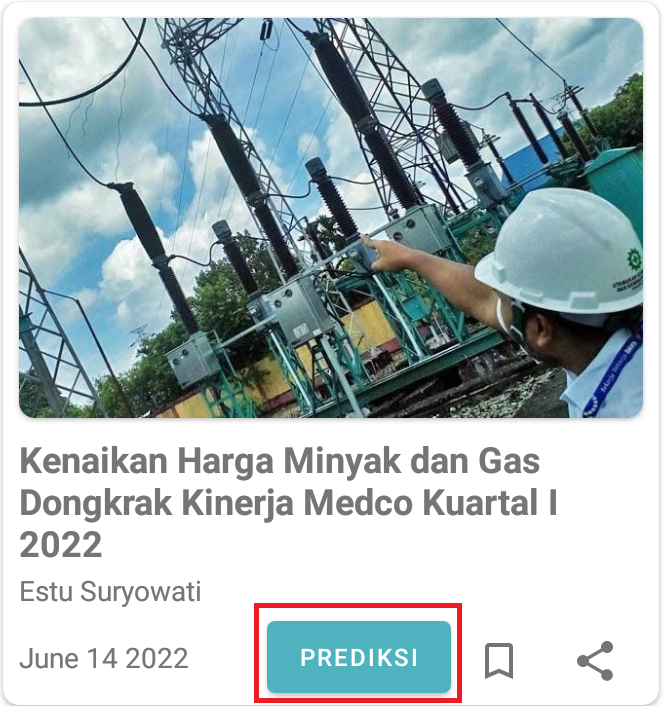 Kenaikan Harga Minyak dan Gas
Dongkrak Kinerja Medco Kuartal I
2022
Estu Suryowati
June 14 2022
PREDIKSI